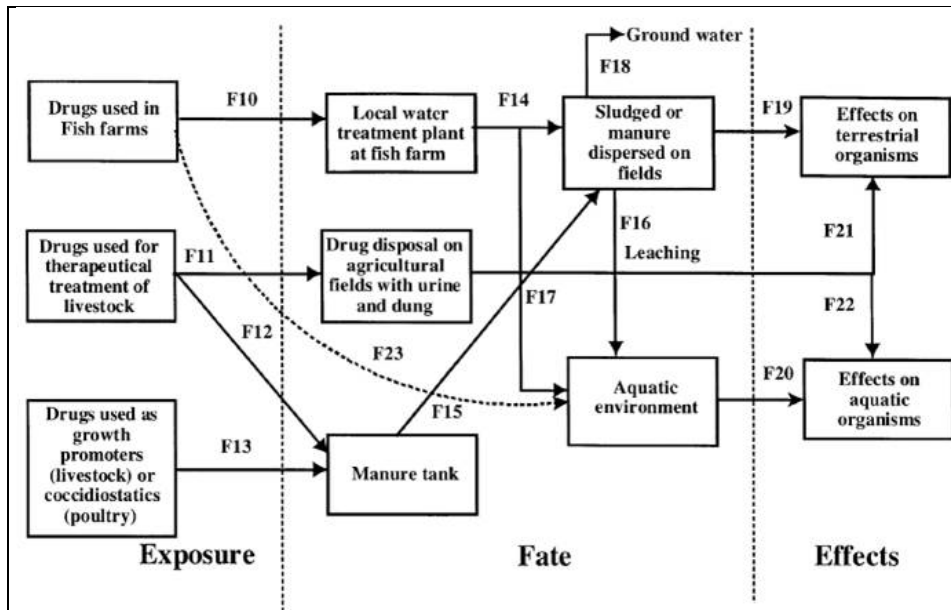 Drugs used in
Fish farms
F10
Local water
treatment plant
at fish farm
F14
Ground water
F18
Sludged or
manure
dispersed on
fields
F19
Effects on
terrestrial
organisms
Drugs used for
therapeutical
treatment of
livestock
F11
Drug disposal on
agricultural
fields with urine
and dung
F16
Leaching
F21
F17
F22
F12
F23
Aquatic
environment
F20
Effects on
aquatic
organisms
Drugs used as
growth
promoters
(livestock) or
coccidiostatics
(poultry)
F13
F15
Manure tank
Exposure
Fate
Effects